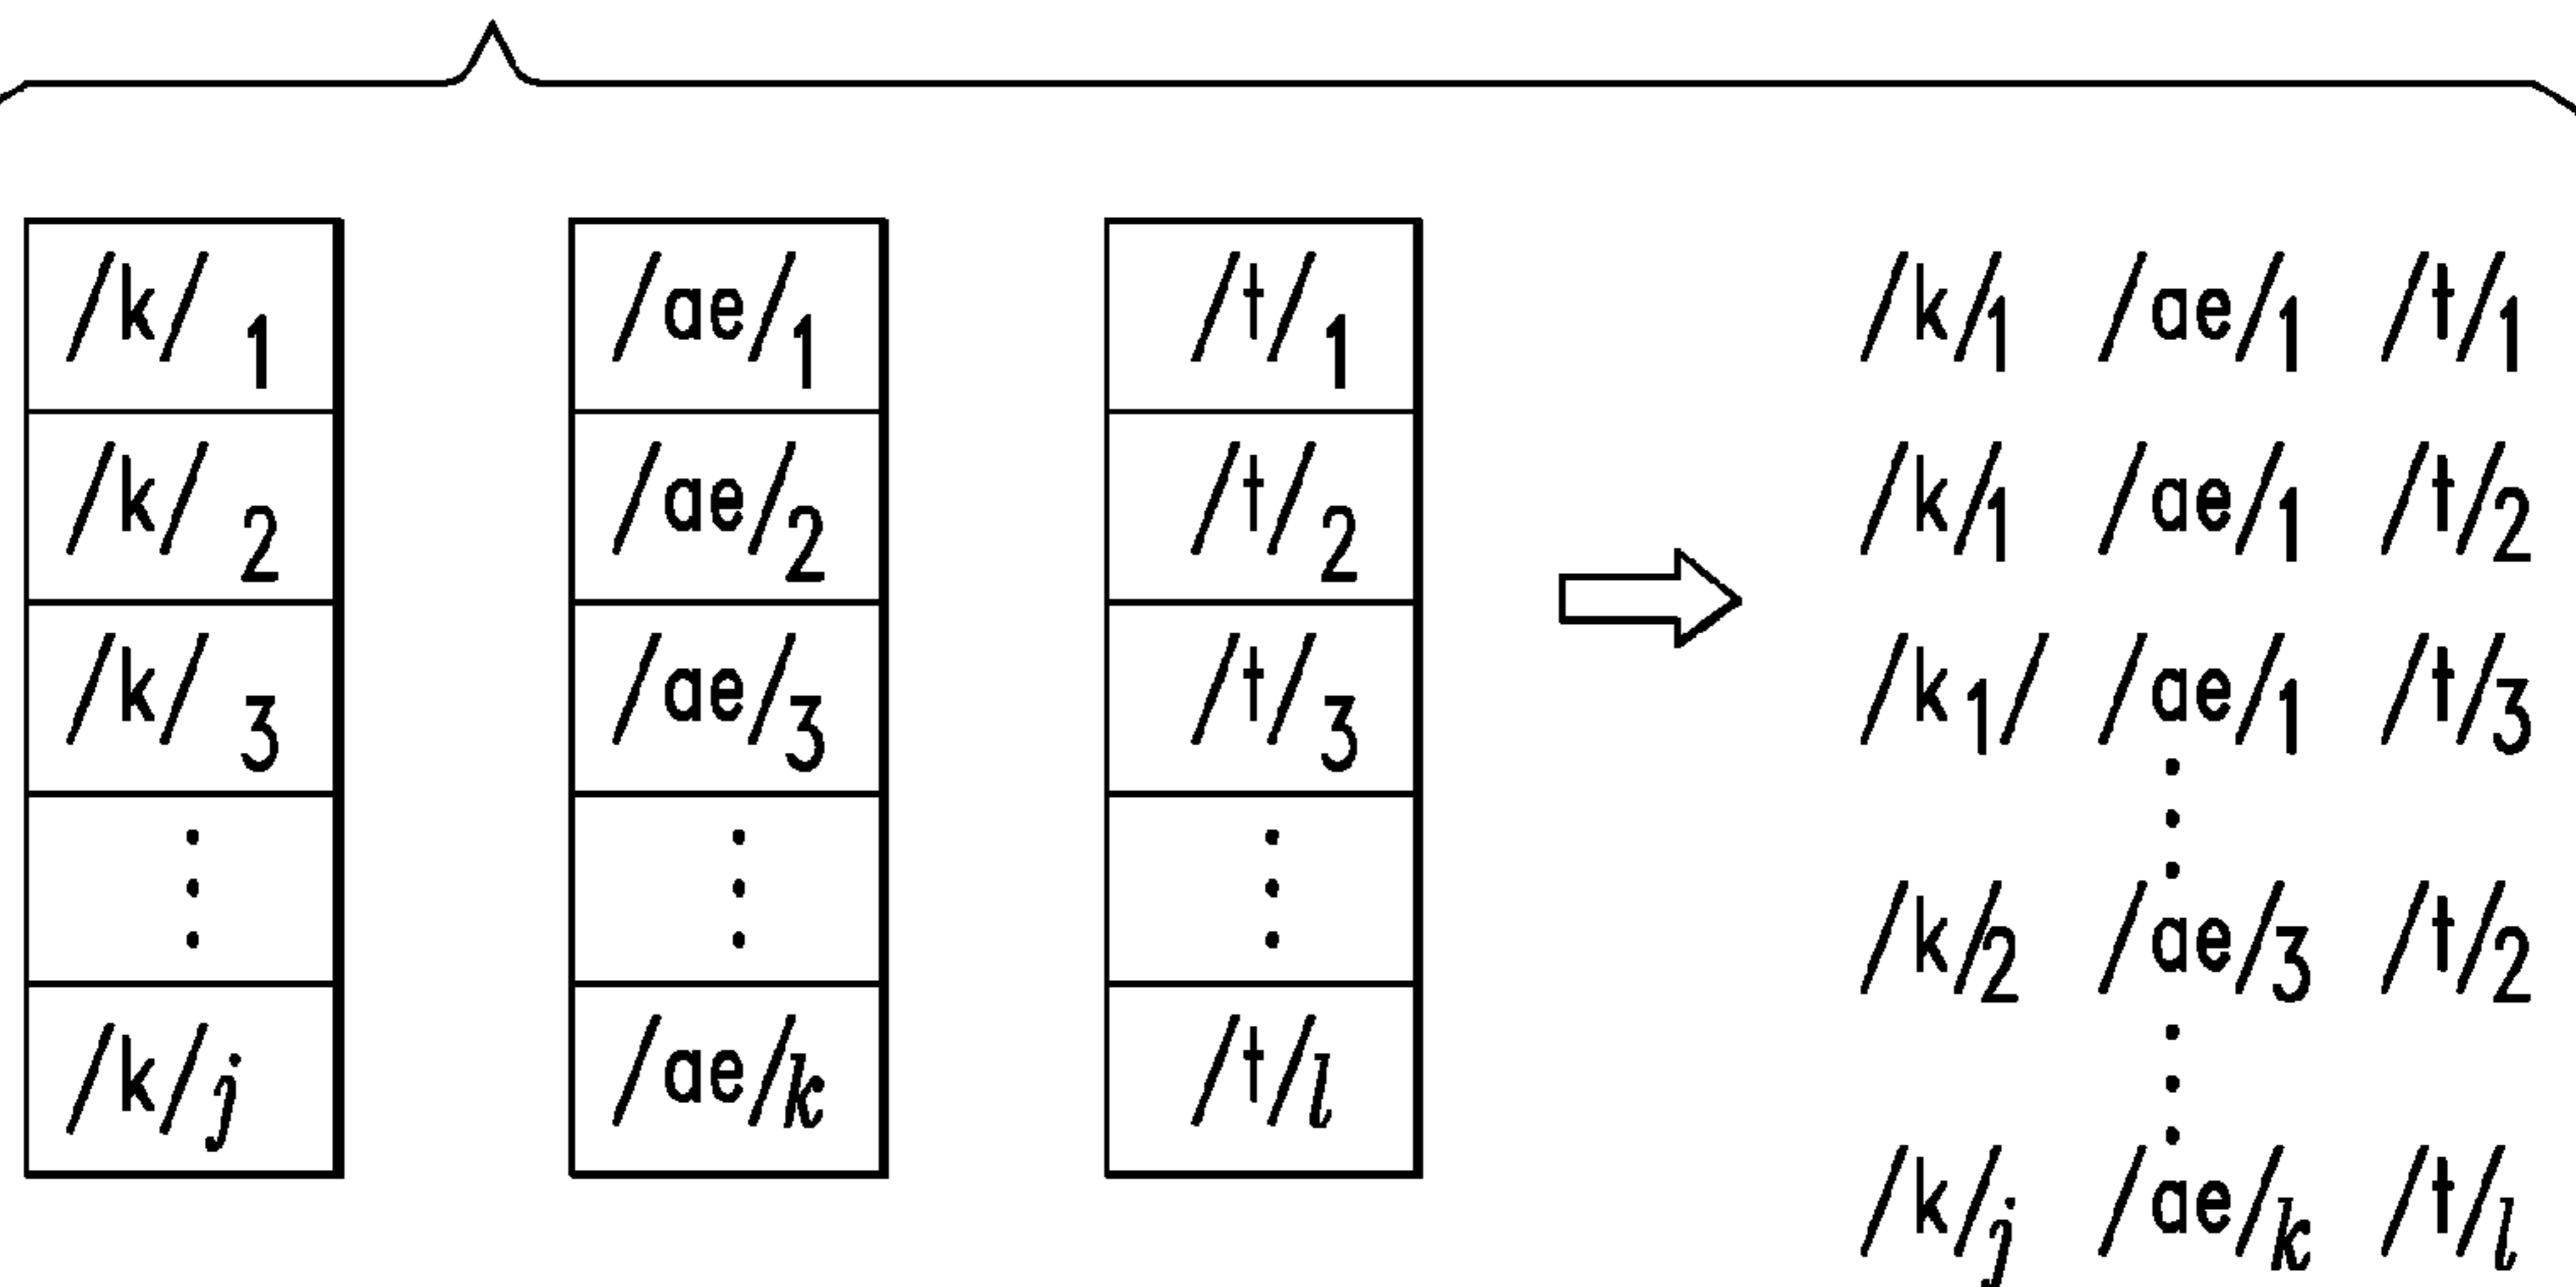 /k/ 1 /ae/1 /t/1 /k/1 /ae/1 /t/1
/k/ 2 /ae/2 /t/2 /k/1 /ae/1 /t/2
/k/ 3 /ae/3 /t/3 /k1/ /ae/1 /t/3
/k/2 /ae/3 /t/2
/k/j /ae/k /t/l
/k/j /ae/k /t/l